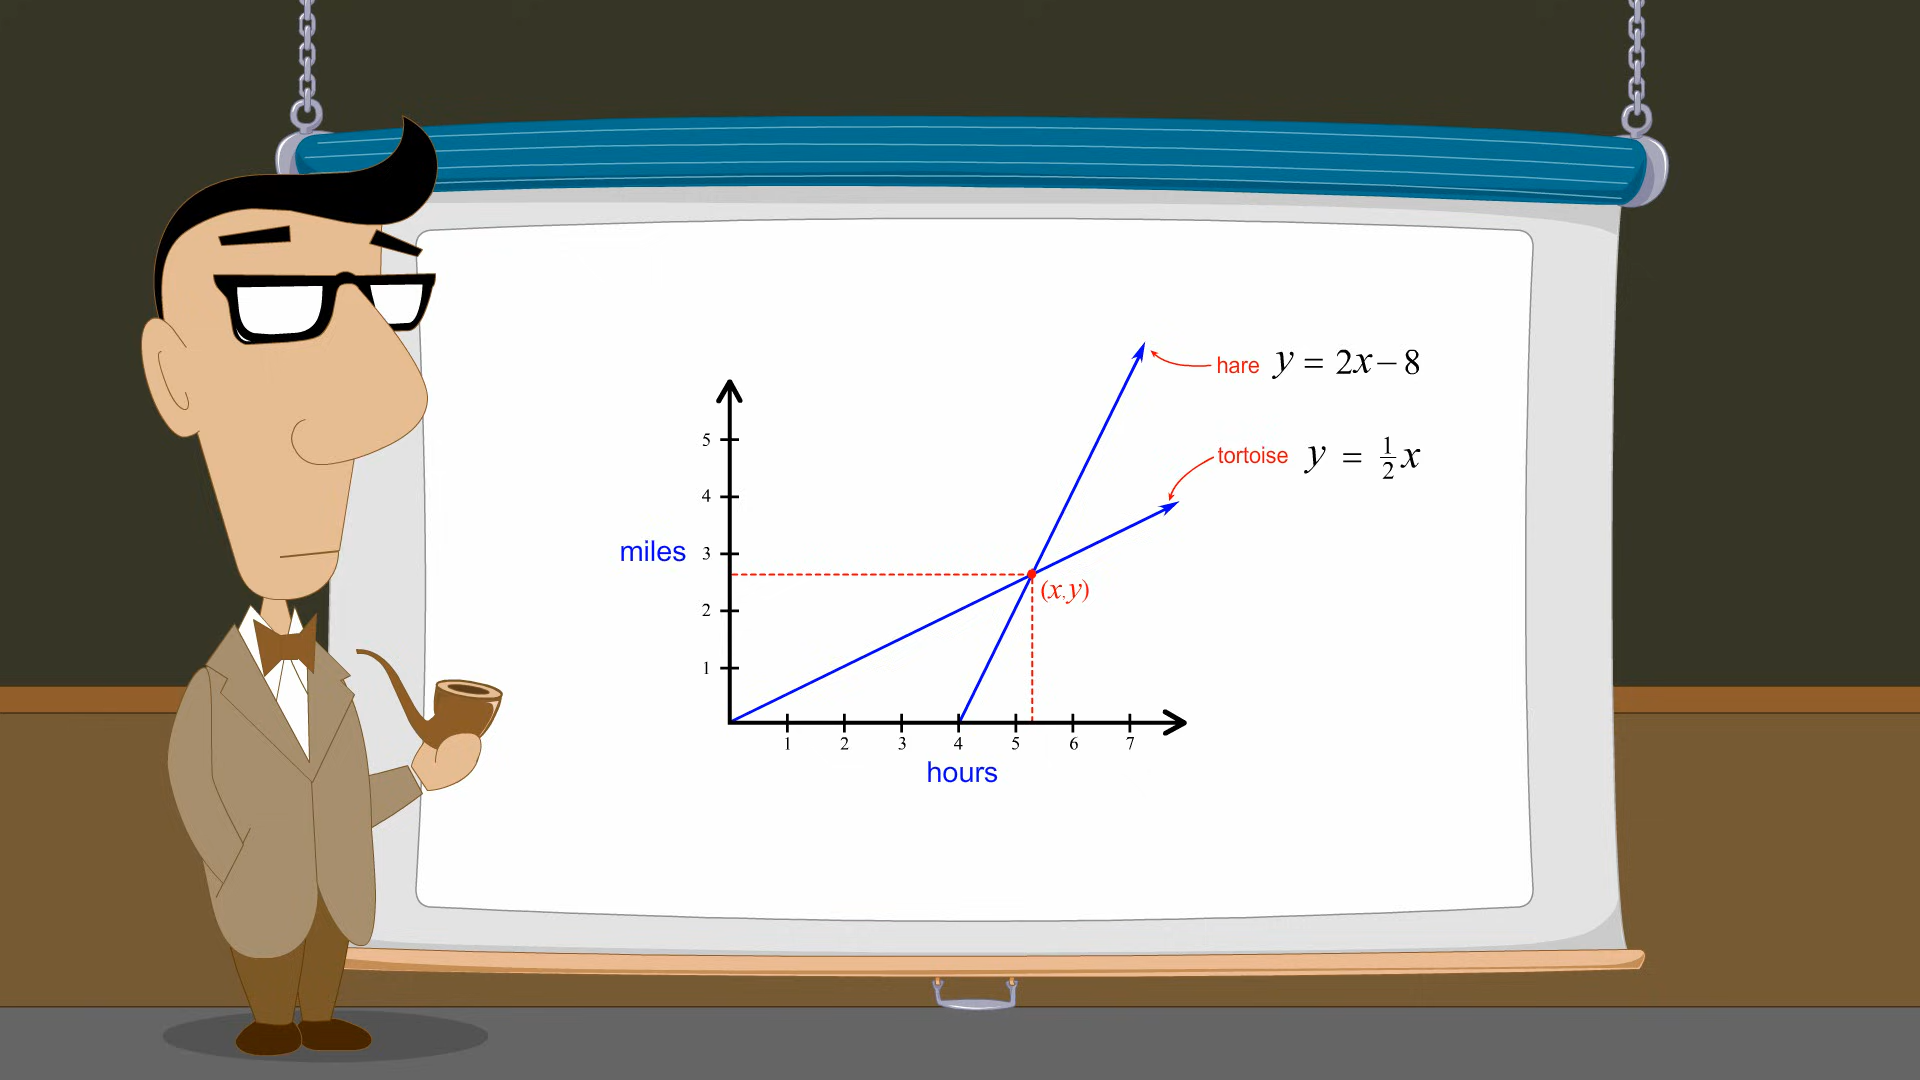 hare y = 2x − 8
5
tortoise y = ½x
4
miles 3
(x,y)
2
1
1 2 3 4 5 6 7
hours